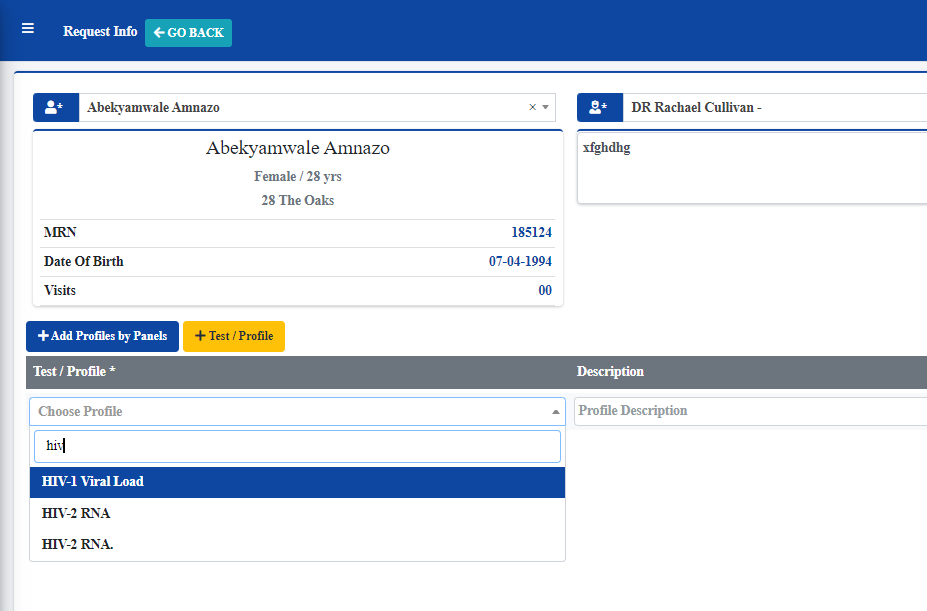 Request Info GO BACK
* Abekyamwale Amnazo ×
Abekyamwale Amnazo
Female / 28 yrs
28 The Oaks
MRN 185124
Date Of Birth 07-04-1994
Visits 00
* DR Rachael Cullivan -
xfghdhg
Add Profiles by Panels + Test / Profile
Test / Profile * Description
Choose Profile Profile Description
hiv
HIV-1 Viral Load
HIV-2 RNA
HIV-2 RNA.